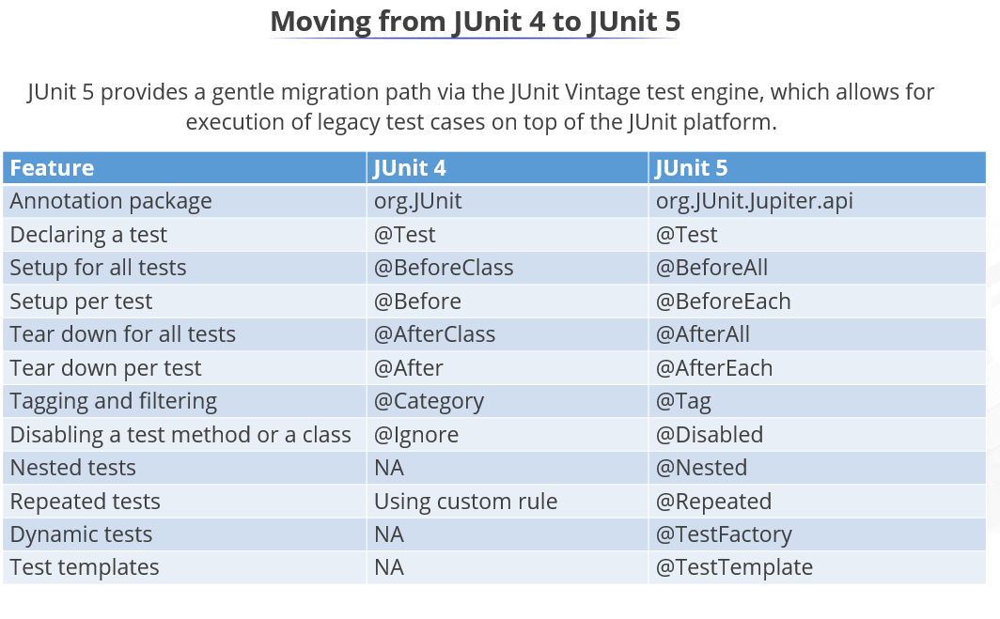 Moving from JUnit 4 to JUnit 5
JUnit 5 provides a gentle migration path via the JUnit Vintage test engine, which allows for
execution of legacy test cases on top of the JUnit platform.
Feature JUnit 4 JUnit 5
Annotation package org.JUnit org.JUnit.Jupiter.api
Declaring a test @Test @Test
Setup for all tests @BeforeClass @BeforeAll
Setup per test @Before @BeforeEach
Tear down for all tests @AfterClass @AfterAll
Tear down per test @After @AfterEach
Tagging and filtering @Category @Tag
Disabling a test method or a class @Ignore @Disabled
Nested tests NA @Nested
Repeated tests Using custom rule @Repeated
Dynamic tests NA @TestFactory
Test templates NA @TestTemplate